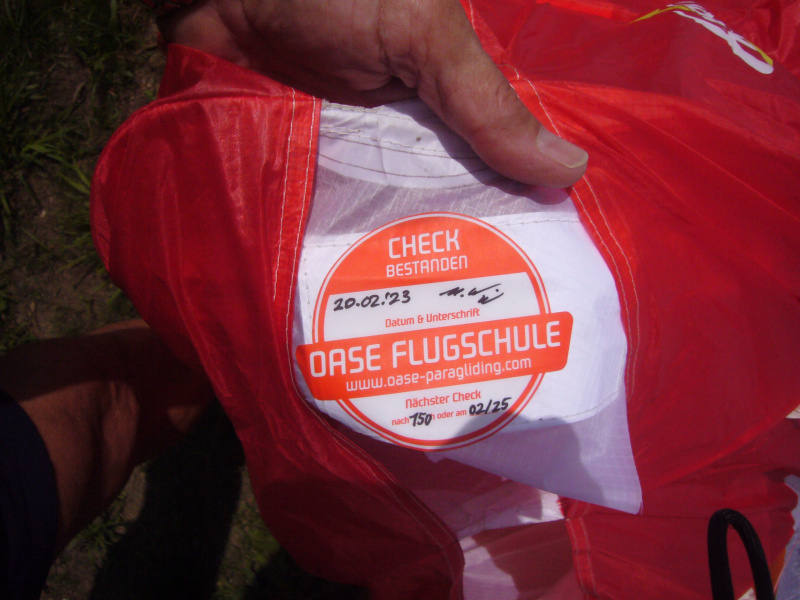 CHECK
BESTANDEN
20.02.'23
Datum & Unterschrift
OASE FLUGSCHULE
www.oase-paragliding.com
Nächster Check
nach 150 h oder am 02/25